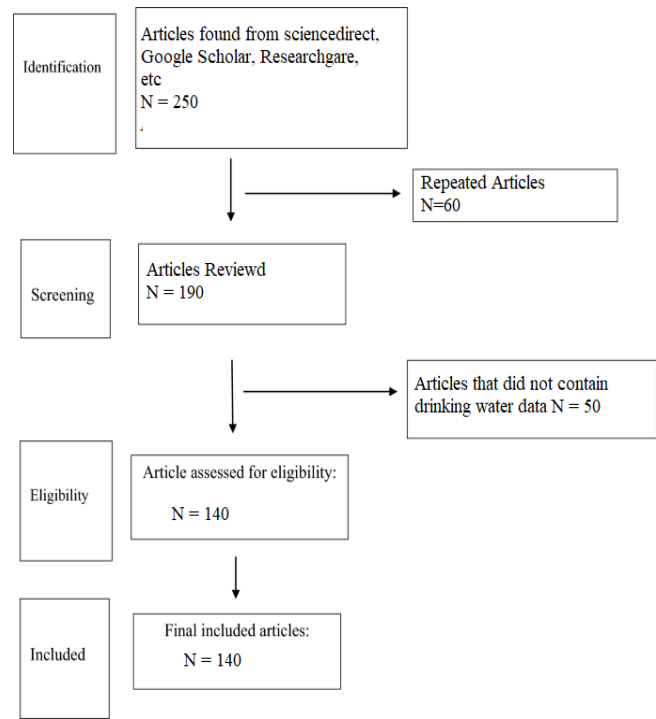 Identification
Articles found from sciencedirect,
Google Scholar, Researchgare,
etc
N = 250
Repeated Articles
N=60
Screening
Articles Reviewd
N = 190
Articles that did not contain
drinking water data N = 50
Eligibility
Article assessed for eligibility:
N = 140
Included
Final included articles:
N = 140